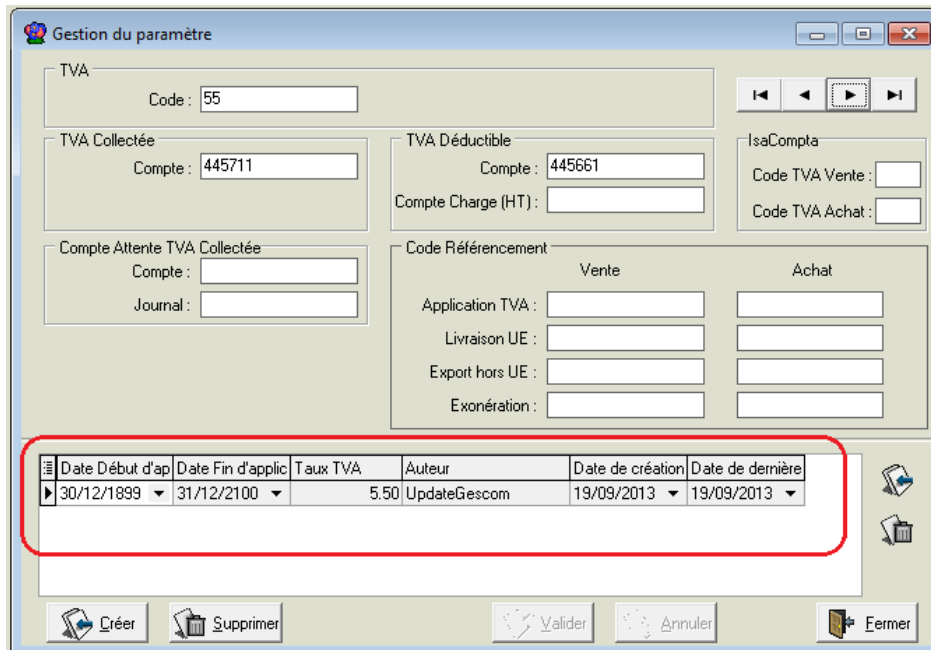 Gestion du paramètre
TVA
Code : 55
TVA Collectée
Compte : 445711
TVA Déductible
Compte : 445661
Compte Charge (HT) :
IsaCompta
Code TVA Vente :
Code TVA Achat :
Compte Attente TVA Collectée
Compte :
Journal :
Code Référencement
Vente Achat
Application TVA :
Livraison UE :
Export hors UE :
Exonération :
Date Début d'ap Date Fin d'applic Taux TVA Auteur Date de création Date de dernière
30/12/1899 31/12/2100 5.50 UpdateGescom 19/09/2013 19/09/2013
Créer Supprimer Valider Annuler Fermer